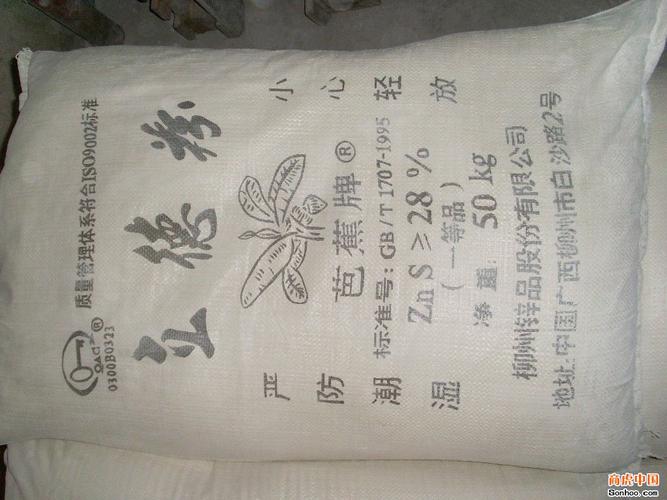 质量管理体系符合ISO9002标准
QAC®
0300B0323
立德粉
芭蕉牌®
标准号:GB/T 1707-1995
ZnS≥28%
(一等品)
净重:50kg
柳州锌品股份有限公司
地址:中国广西柳州市白沙路2号
小心轻放
严防潮湿
商虎中国
Sonhoo.com